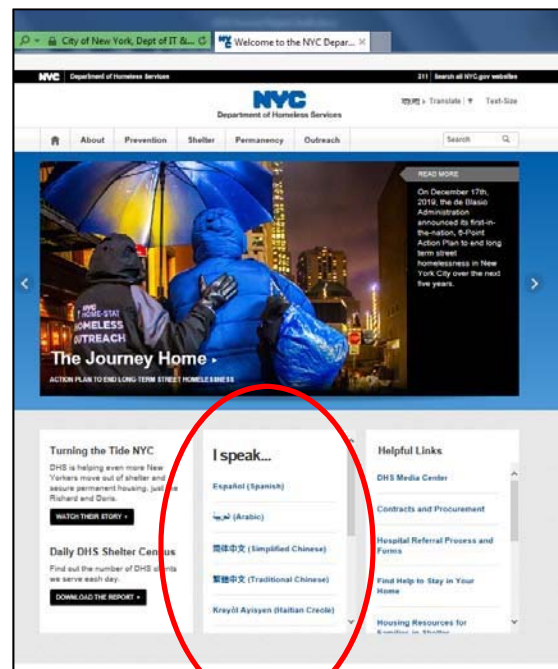 City of New York, Dept of IT &...
Welcome to the NYC Depar...
NYC Department of Homeless Services
311 Search all NYC.gov websites
NYC
Department of Homeless Services
Translate ▼ Text-Size
About Prevention Shelter Permanency Outreach
Search
READ MORE
On December 17th,
2019, the de Blasio
Administration
announced its first-in-
the-nation, 6-Point
Action Plan to end long
term street
homelessness in New
York City over the next
five years.
NYC
HOME-STAT
HOMELESS
OUTREACH
The Journey Home
ACTION PLAN TO END LONG-TERM STREET HOMELESSNESS
Turning the Tide NYC
DHS is helping even more New
Yorkers move out of shelter and
secure permanent housing, just like
Richard and Doris.
WATCH THEIR STORY
Daily DHS Shelter Census
Find out the number of DHS clients
we serve each day.
DOWNLOAD THE REPORT
I speak...
Español (Spanish)
العربية (Arabic)
简体中文 (Simplified Chinese)
繁體中文 (Traditional Chinese)
Kreyòl Ayisyen (Haitian Creole)
Helpful Links
DHS Media Center
Contracts and Procurement
Hospital Referral Process and
Forms
Find Help to Stay in Your
Home
Housing Resources for
Families in Shelter